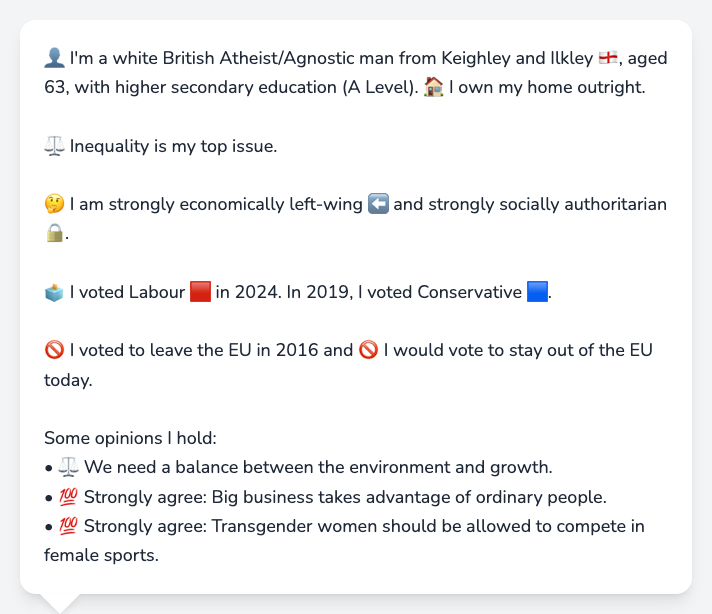 👤 I'm a white British Atheist/Agnostic man from Keighley and Ilkley 🏴󠁧󠁢󠁥󠁮󠁧󠁿, aged
63, with higher secondary education (A Level). 🏠 I own my home outright.
⚖️ Inequality is my top issue.
🤔 I am strongly economically left-wing ⬅️ and strongly socially authoritarian
🔒.
🗳️ I voted Labour 🟥 in 2024. In 2019, I voted Conservative 🟦.
🚫 I voted to leave the EU in 2016 and 🚫 I would vote to stay out of the EU
today.
Some opinions I hold:
• ⚖️ We need a balance between the environment and growth.
• 💯 Strongly agree: Big business takes advantage of ordinary people.
• 💯 Strongly agree: Transgender women should be allowed to compete in
female sports.